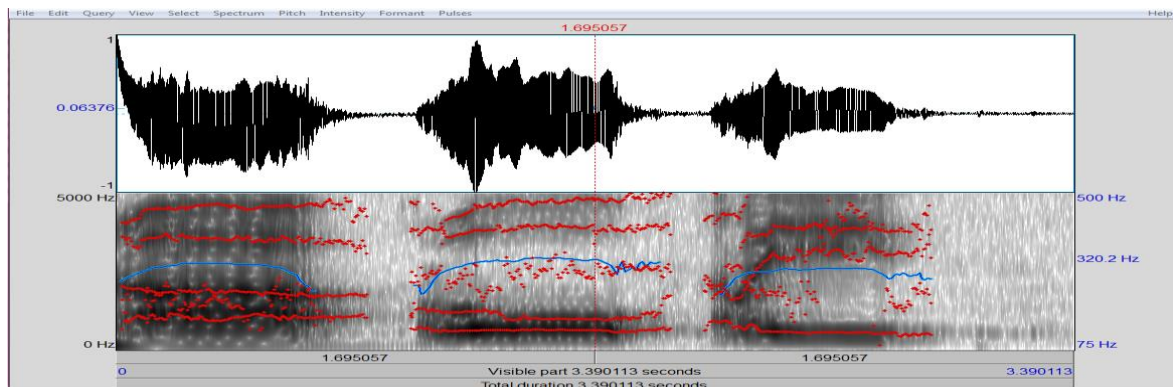 File Edit Query View Select Spectrum Pitch Intensity Formant Pulses Help
1.695057
1
0.06376
-1
5000 Hz 500 Hz
320.2 Hz
0 Hz 75 Hz
1.695057 1.695057
0 Visible part 3.390113 seconds 3.390113
Total duration 3.390113 seconds